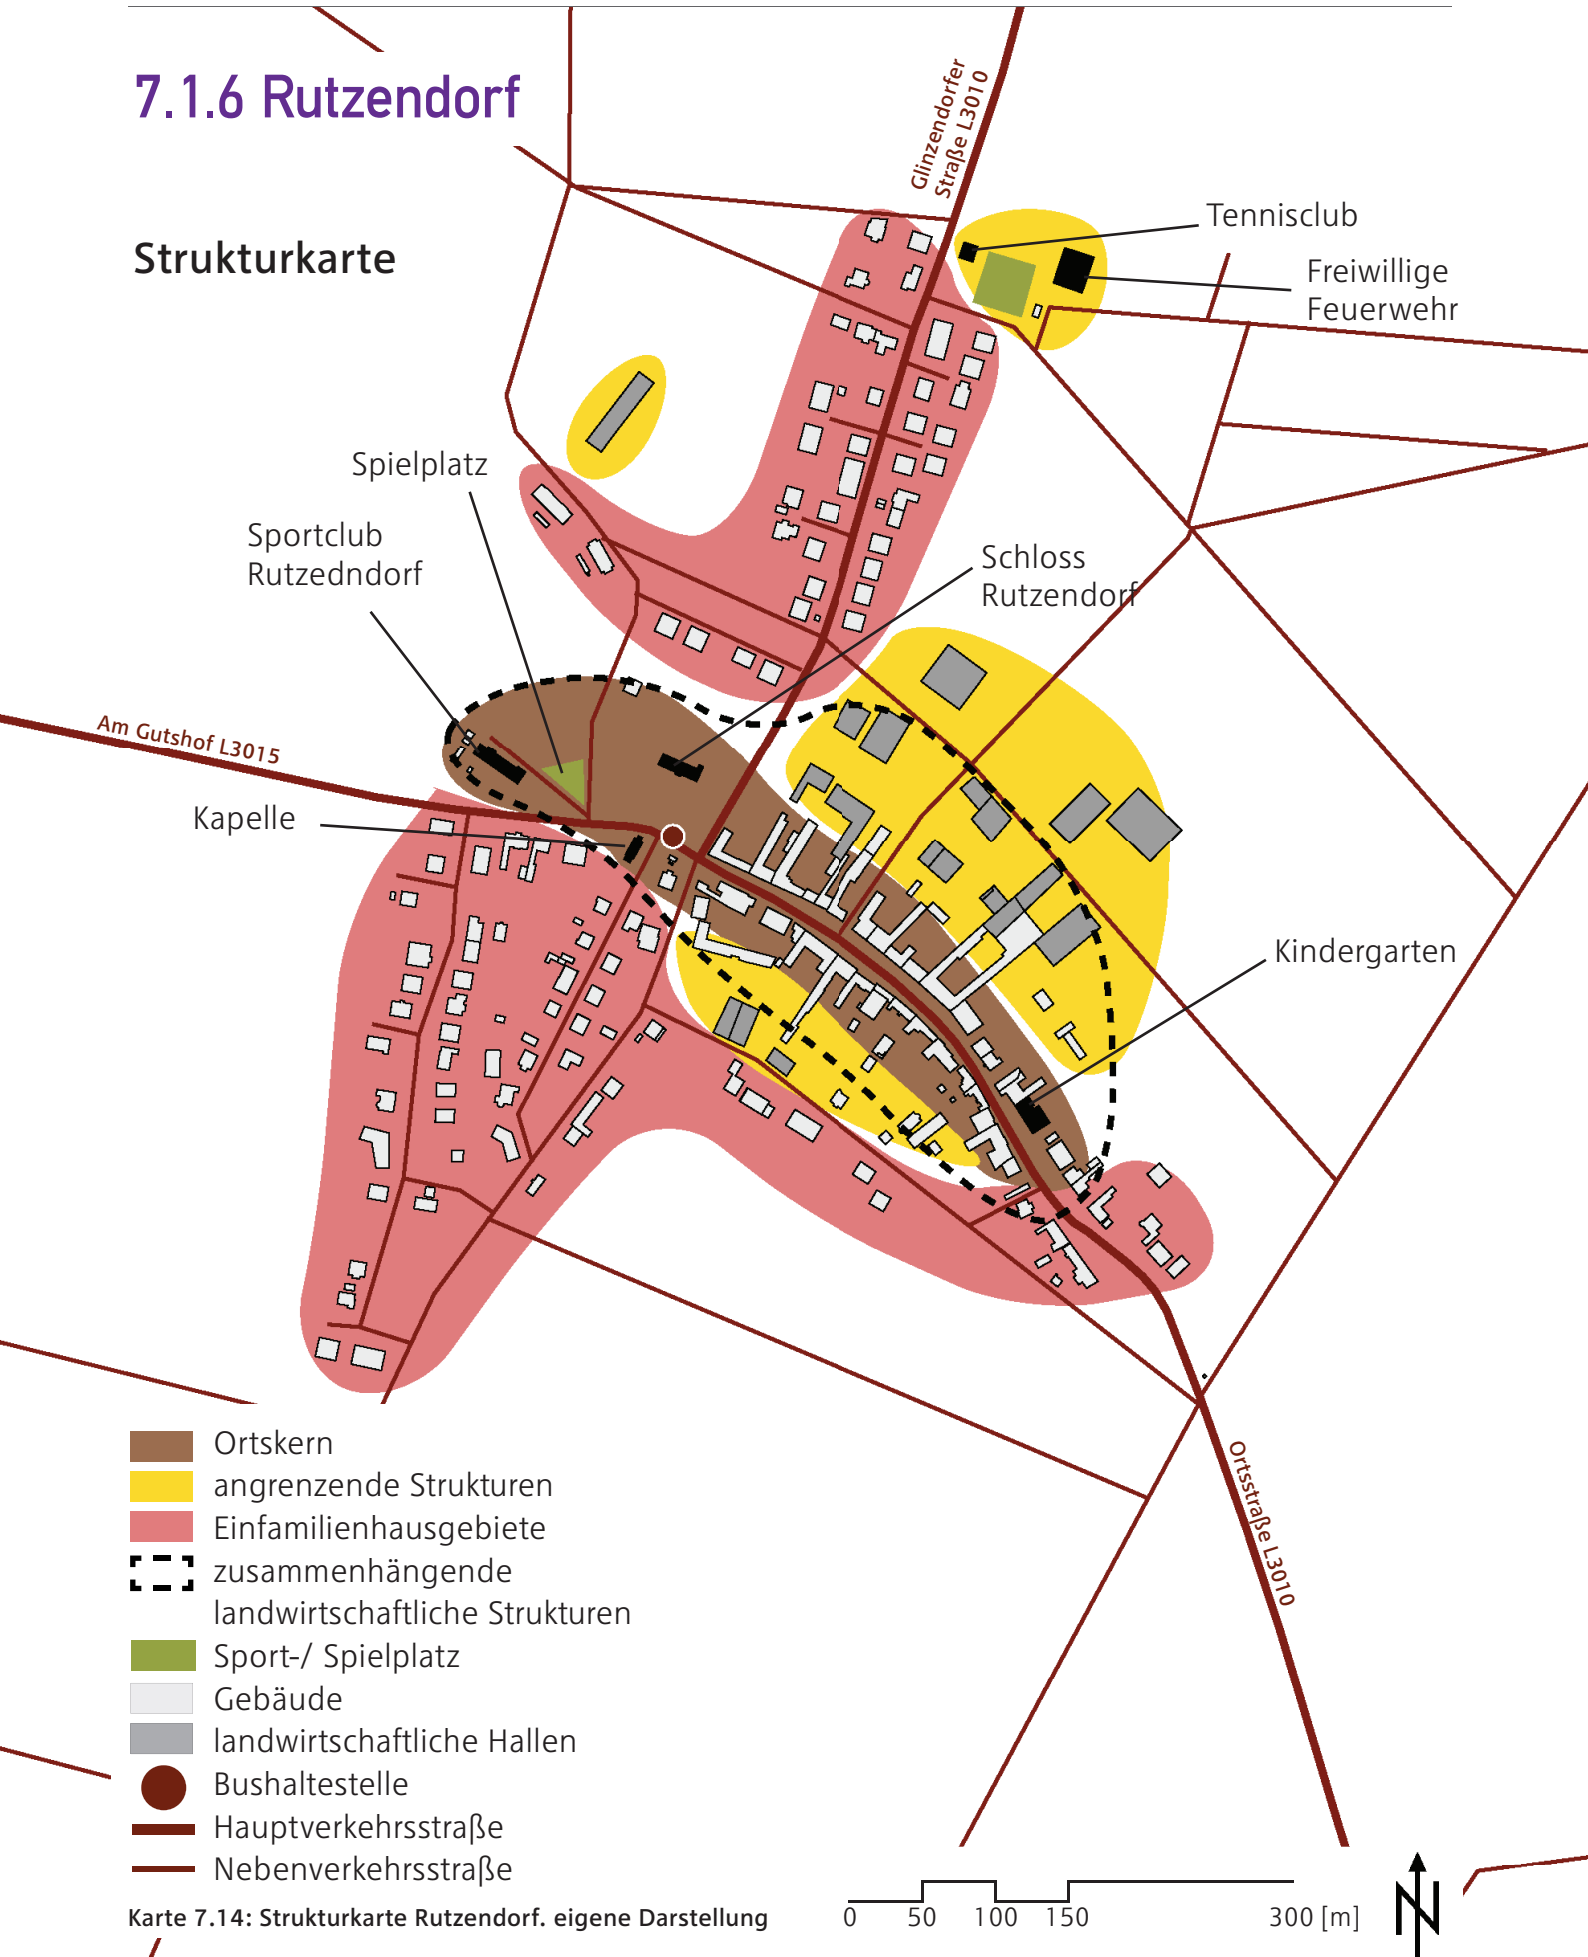 7.1.6 Rutzendorf
Strukturkarte
Glinzendorfer
Straße L3010
Tennisclub
Freiwillige
Feuerwehr
Spielplatz
Sportclub
Rutzedndorf
Schloss
Rutzendorf
Am Gutshof L3015
Kapelle
Kindergarten
Ortsstraße L3010
Ortskern
angrenzende Strukturen
Einfamilienhausgebiete
zusammenhängende
landwirtschaftliche Strukturen
Sport-/ Spielplatz
Gebäude
landwirtschaftliche Hallen
Bushaltestelle
Hauptverkehrsstraße
Nebenverkehrsstraße
Karte 7.14: Strukturkarte Rutzendorf. eigene Darstellung
0 50 100 150 300 [m]
N